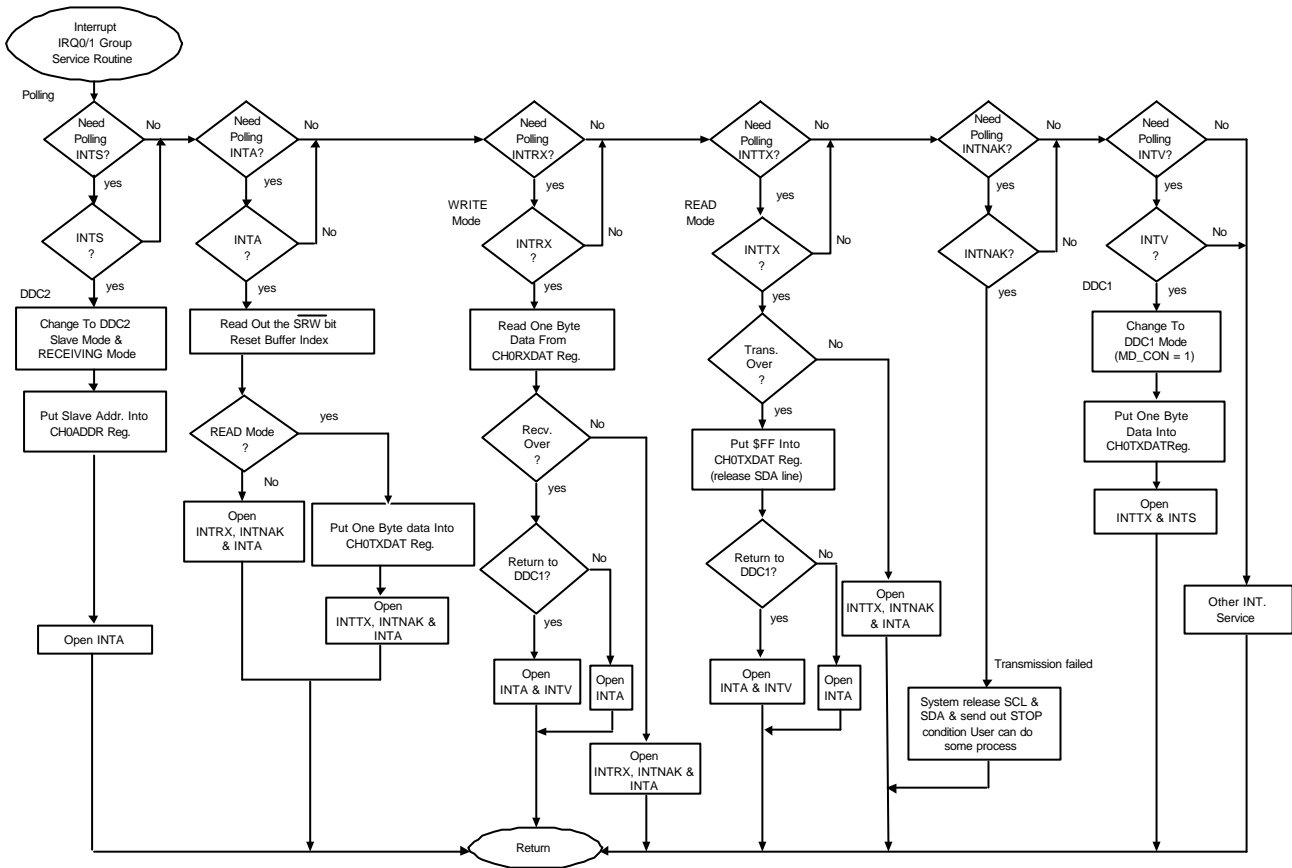 Interrupt
IRQ0/1 Group
Service Routine
Polling
Need
Polling
INTS?
No
yes
INTS
?
No
yes
DDC2
Change To DDC2
Slave Mode &
RECEIVING Mode
Put Slave Addr. Into
CH0ADDR Reg.
Open INTA
Need
Polling
INTA?
No
yes
INTA
?
No
yes
Read Out the SRW bit
Reset Buffer Index
READ Mode
?
yes
No
Open
INTRX, INTNAK
& INTA
Put One Byte data Into
CH0TXDAT Reg.
Open
INTTX, INTNAK &
INTA
Need
Polling
INTRX?
No
yes
WRITE
Mode
INTRX
?
No
yes
Read One Byte
Data From
CH0RXDAT Reg.
Recv.
Over
?
No
yes
Return to
DDC1?
No
yes
Open
INTA & INTV
Open
INTA
Open
INTRX, INTNAK &
INTA
Need
Polling
INTTX?
No
yes
READ
Mode
INTTX
?
No
yes
Trans.
Over
?
No
yes
Put $FF Into
CH0TXDAT Reg.
(release SDA line)
Return to
DDC1?
No
yes
Open
INTA & INTV
Open
INTA
Open
INTTX, INTNAK
& INTA
Need
Polling
INTNAK?
No
yes
INTNAK?
No
yes
Transmission failed
System release SCL &
SDA & send out STOP
condition User can do
some process
Need
Polling
INTV?
No
yes
INTV
?
No
yes
DDC1
Change To
DDC1 Mode
(MD_CON = 1)
Put One Byte
Data Into
CH0TXDATReg.
Open
INTTX & INTS
Other INT.
Service
Return